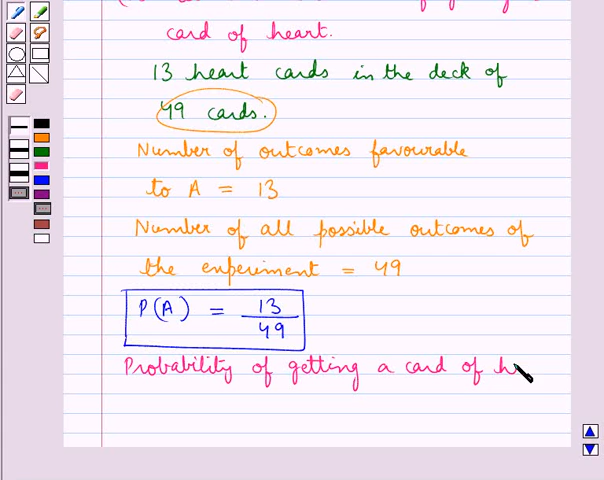 card of heart.
13 heart cards in the deck of
49 cards.
Number of outcomes favourable
to A = 13
Number of all possible outcomes of
the experiment = 49
P(A) = 13/49
Probability of getting a card of h